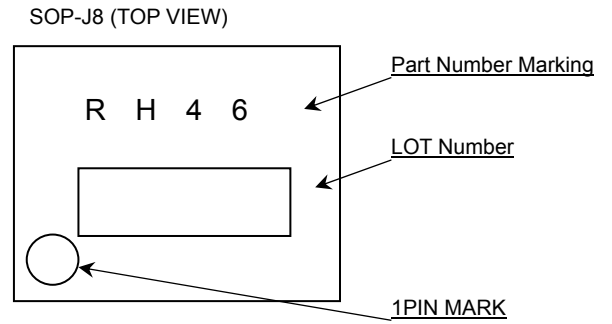 SOP-J8 (TOP VIEW)
Part Number Marking
R H 4 6
LOT Number
1PIN MARK